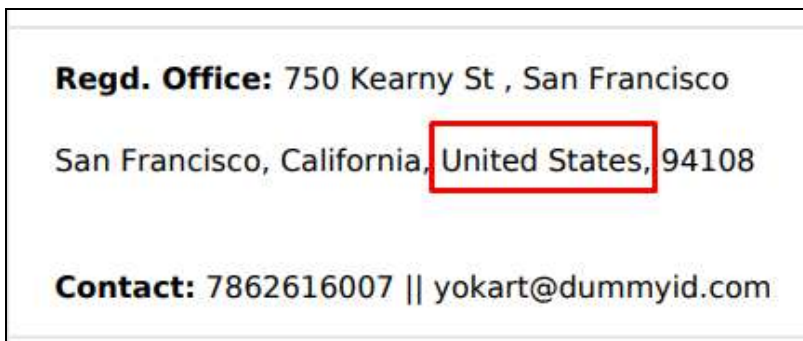 Regd. Office: 750 Kearny St , San Francisco
San Francisco, California, United States, 94108
Contact: 7862616007 || yokart@dummyid.com